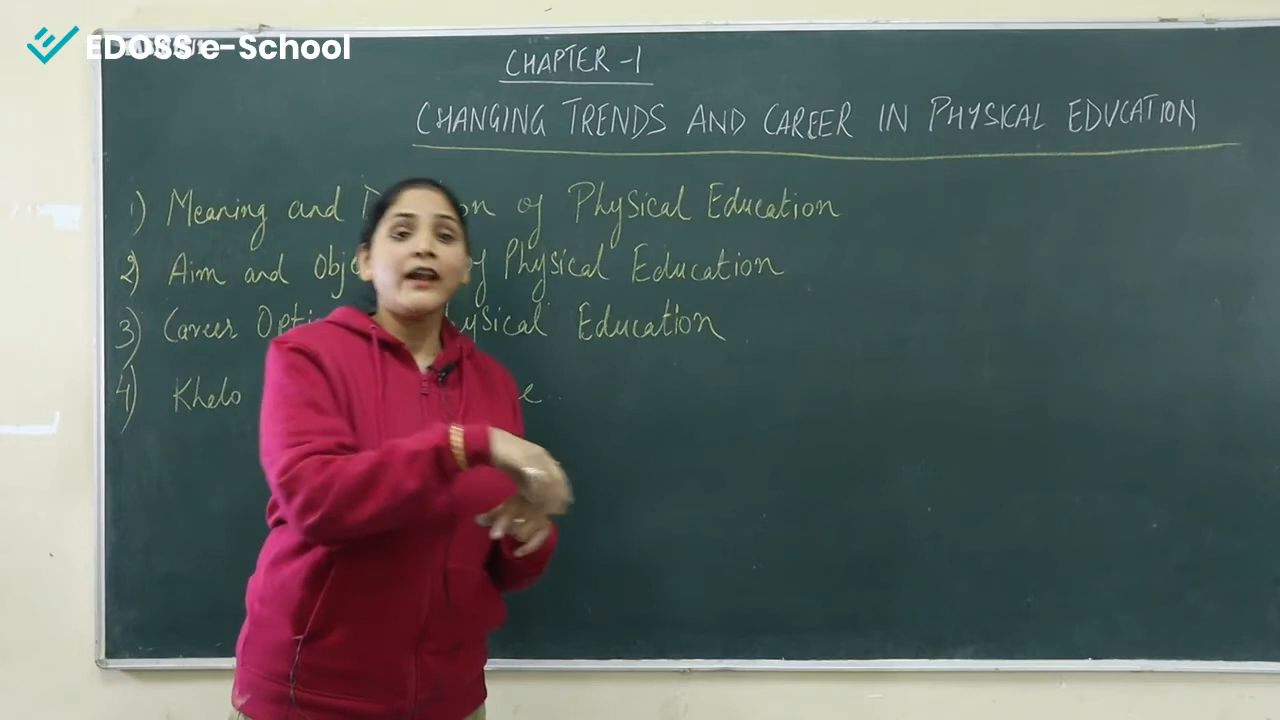 EDOSS e-School
CHAPTER - 1
CHANGING TRENDS AND CAREER IN PHYSICAL EDUCATION
1) Meaning and of Physical Education
2) Aim and Physical Education
3) Career Education
4) Khelo